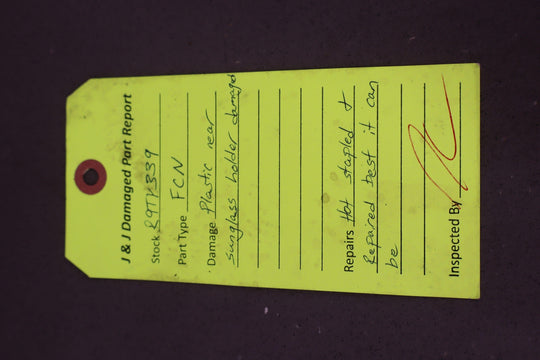 J & I Damaged Part Report
Stock R9TK339
Part Type FCN
Damage Plastic near
sunglass holder damaged
Repairs Hot stapled +
Repaired best it can
be
Inspected By